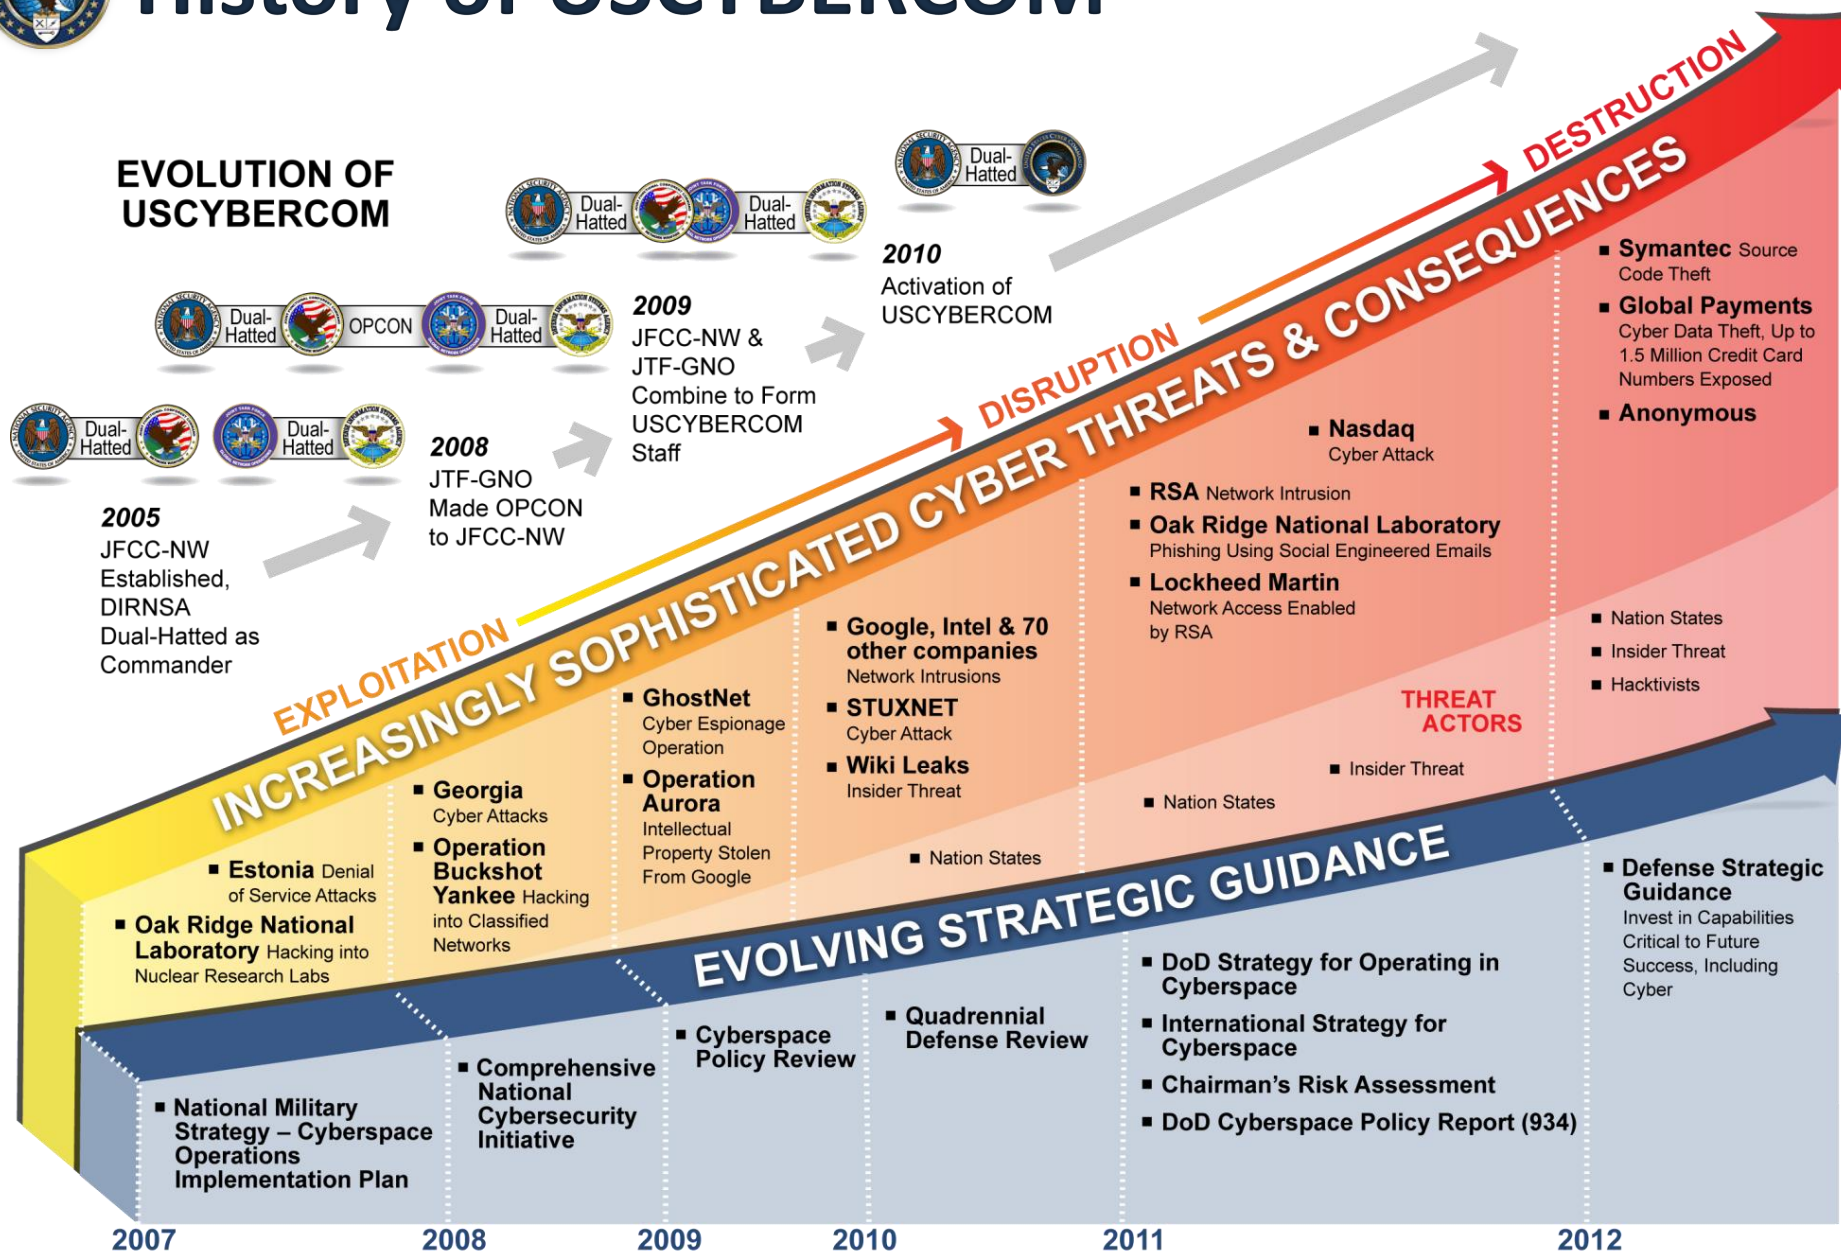 History of USCYBERCOM
EVOLUTION OF
USCYBERCOM
Dual-
Hatted
Dual-
Hatted
2005
JFCC-NW
Established,
DIRNSA
Dual-Hatted as
Commander
Dual-
Hatted
OPCON
Dual-
Hatted
2008
JTF-GNO
Made OPCON
to JFCC-NW
Dual-
Hatted
Dual-
Hatted
2009
JFCC-NW &
JTF-GNO
Combine to Form
USCYBERCOM
Staff
Dual-
Hatted
2010
Activation of
USCYBERCOM
EXPLOITATION
DISRUPTION
DESTRUCTION
INCREASINGLY SOPHISTICATED CYBER THREATS & CONSEQUENCES
■ Estonia Denial
of Service Attacks
■ Oak Ridge National
Laboratory Hacking into
Nuclear Research Labs
■ Georgia
Cyber Attacks
■ Operation
Buckshot
Yankee Hacking
into Classified
Networks
■ GhostNet
Cyber Espionage
Operation
■ Operation
Aurora
Intellectual
Property Stolen
From Google
■ Google, Intel & 70
other companies
Network Intrusions
■ STUXNET
Cyber Attack
■ Wiki Leaks
Insider Threat
■ Nation States
■ Nasdaq
Cyber Attack
■ RSA Network Intrusion
■ Oak Ridge National Laboratory
Phishing Using Social Engineered Emails
■ Lockheed Martin
Network Access Enabled
by RSA
THREAT
ACTORS
■ Insider Threat
■ Nation States
■ Symantec Source
Code Theft
■ Global Payments
Cyber Data Theft, Up to
1.5 Million Credit Card
Numbers Exposed
■ Anonymous
■ Nation States
■ Insider Threat
■ Hacktivists
EVOLVING STRATEGIC GUIDANCE
■ National Military
Strategy – Cyberspace
Operations
Implementation Plan
■ Comprehensive
National
Cybersecurity
Initiative
■ Cyberspace
Policy Review
■ Quadrennial
Defense Review
■ DoD Strategy for Operating in
Cyberspace
■ International Strategy for
Cyberspace
■ Chairman's Risk Assessment
■ DoD Cyberspace Policy Report (934)
■ Defense Strategic
Guidance
Invest in Capabilities
Critical to Future
Success, Including
Cyber
2007
2008
2009
2010
2011
2012